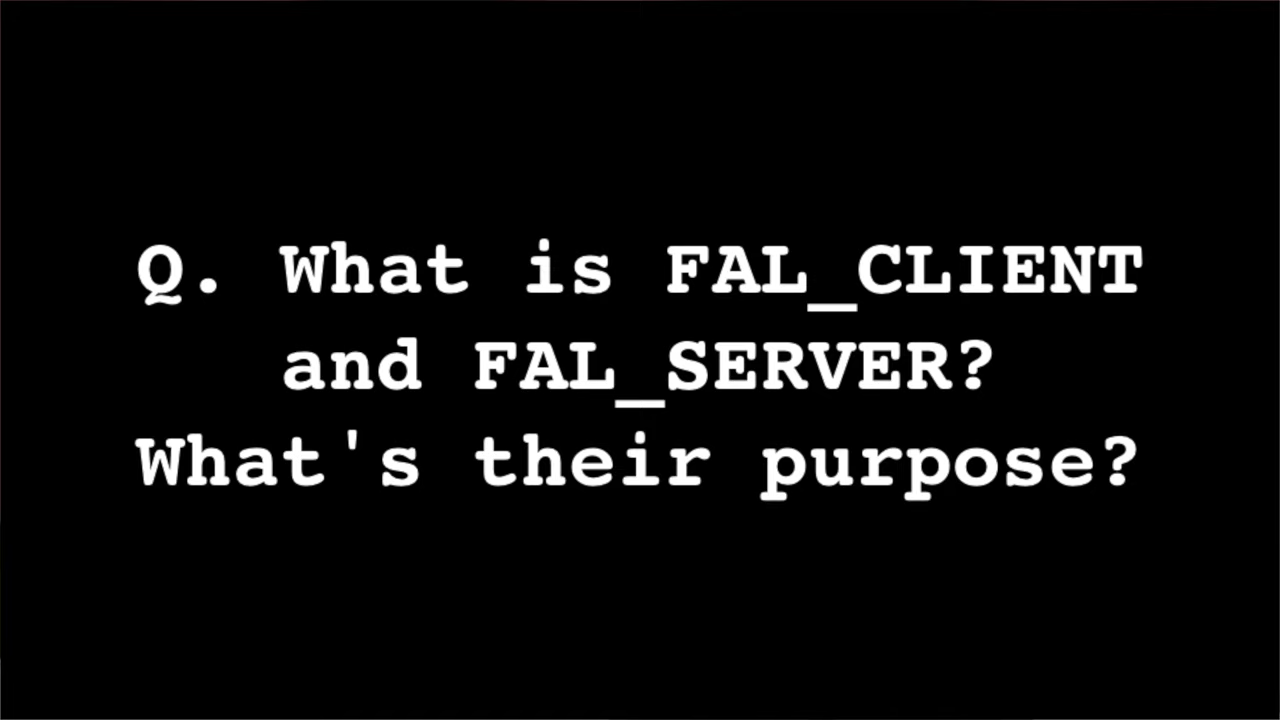 Q. What is FAL_CLIENT
and FAL_SERVER?
What's their purpose?